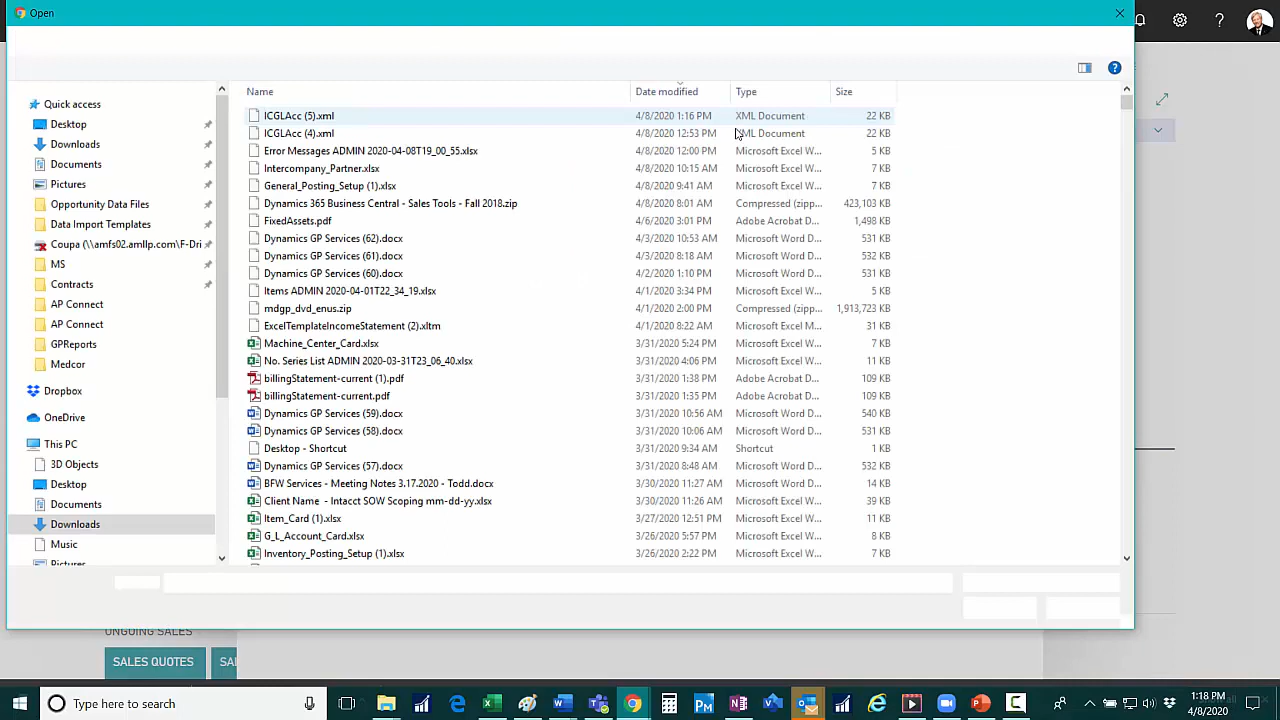 Open
Name Date modified Type Size
Quick access
Desktop
Downloads
Documents
Pictures
Opportunity Data Files
Data Import Templates
Coupa (\\amfs02.amllp.com\F-Dri
MS
Contracts
AP Connect
AP Connect
GPReports
Medcor
Dropbox
OneDrive
This PC
3D Objects
Desktop
Documents
Downloads
Music
Pictures
ICGLAcc (5).xml 4/8/2020 1:16 PM XML Document 22 KB
ICGLAcc (4).xml 4/8/2020 12:53 PM XML Document 22 KB
Error Messages ADMIN 2020-04-08T19_00_55.xlsx 4/8/2020 12:00 PM Microsoft Excel W... 5 KB
Intercompany_Partner.xlsx 4/8/2020 10:15 AM Microsoft Excel W... 7 KB
General_Posting_Setup (1).xlsx 4/8/2020 9:41 AM Microsoft Excel W... 7 KB
Dynamics 365 Business Central - Sales Tools - Fall 2018.zip 4/8/2020 8:01 AM Compressed (zipp... 423,103 KB
FixedAssets.pdf 4/6/2020 3:01 PM Adobe Acrobat D... 1,498 KB
Dynamics GP Services (62).docx 4/3/2020 10:53 AM Microsoft Word D... 531 KB
Dynamics GP Services (61).docx 4/3/2020 8:18 AM Microsoft Word D... 532 KB
Dynamics GP Services (60).docx 4/2/2020 1:10 PM Microsoft Word D... 531 KB
Items ADMIN 2020-04-01T22_34_19.xlsx 4/1/2020 3:34 PM Microsoft Excel W... 5 KB
mdgp_dvd_enus.zip 4/1/2020 2:00 PM Compressed (zipp... 1,913,723 KB
ExcelTemplateIncomeStatement (2).xltm 4/1/2020 8:22 AM Microsoft Excel M... 31 KB
Machine_Center_Card.xlsx 3/31/2020 5:24 PM Microsoft Excel W... 7 KB
No. Series List ADMIN 2020-03-31T23_06_40.xlsx 3/31/2020 4:06 PM Microsoft Excel W... 11 KB
billingStatement-current (1).pdf 3/31/2020 1:38 PM Adobe Acrobat D... 109 KB
billingStatement-current.pdf 3/31/2020 1:35 PM Adobe Acrobat D... 109 KB
Dynamics GP Services (59).docx 3/31/2020 10:56 AM Microsoft Word D... 540 KB
Dynamics GP Services (58).docx 3/31/2020 10:06 AM Microsoft Word D... 531 KB
Desktop - Shortcut 3/31/2020 9:34 AM Shortcut 1 KB
Dynamics GP Services (57).docx 3/31/2020 8:48 AM Microsoft Word D... 532 KB
BFW Services - Meeting Notes 3.17.2020 - Todd.docx 3/30/2020 11:27 AM Microsoft Word D... 14 KB
Client Name - Intacct SOW Scoping mm-dd-yy.xlsx 3/30/2020 11:26 AM Microsoft Excel W... 39 KB
Item_Card (1).xlsx 3/27/2020 12:51 PM Microsoft Excel W... 11 KB
G_L_Account_Card.xlsx 3/26/2020 5:57 PM Microsoft Excel W... 8 KB
Inventory_Posting_Setup (1).xlsx 3/26/2020 2:22 PM Microsoft Excel W... 7 KB
ONGOING SALES
SALES QUOTES SAL
Type here to search
1:18 PM
4/8/2020